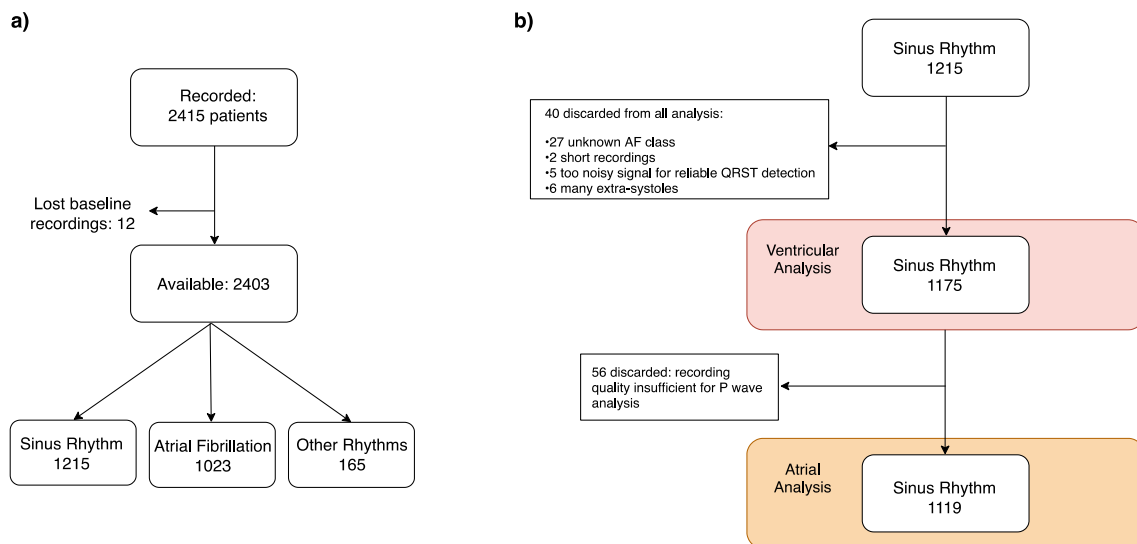 a)
Recorded:
2415 patients
Lost baseline
recordings: 12
Available: 2403
Sinus Rhythm
1215
Atrial Fibrillation
1023
Other Rhythms
165
b)
Sinus Rhythm
1215
40 discarded from all analysis:
•27 unknown AF class
•2 short recordings
•5 too noisy signal for reliable QRST detection
•6 many extra-systoles
Ventricular
Analysis
Sinus Rhythm
1175
56 discarded: recording
quality insufficient for P wave
analysis
Atrial
Analysis
Sinus Rhythm
1119